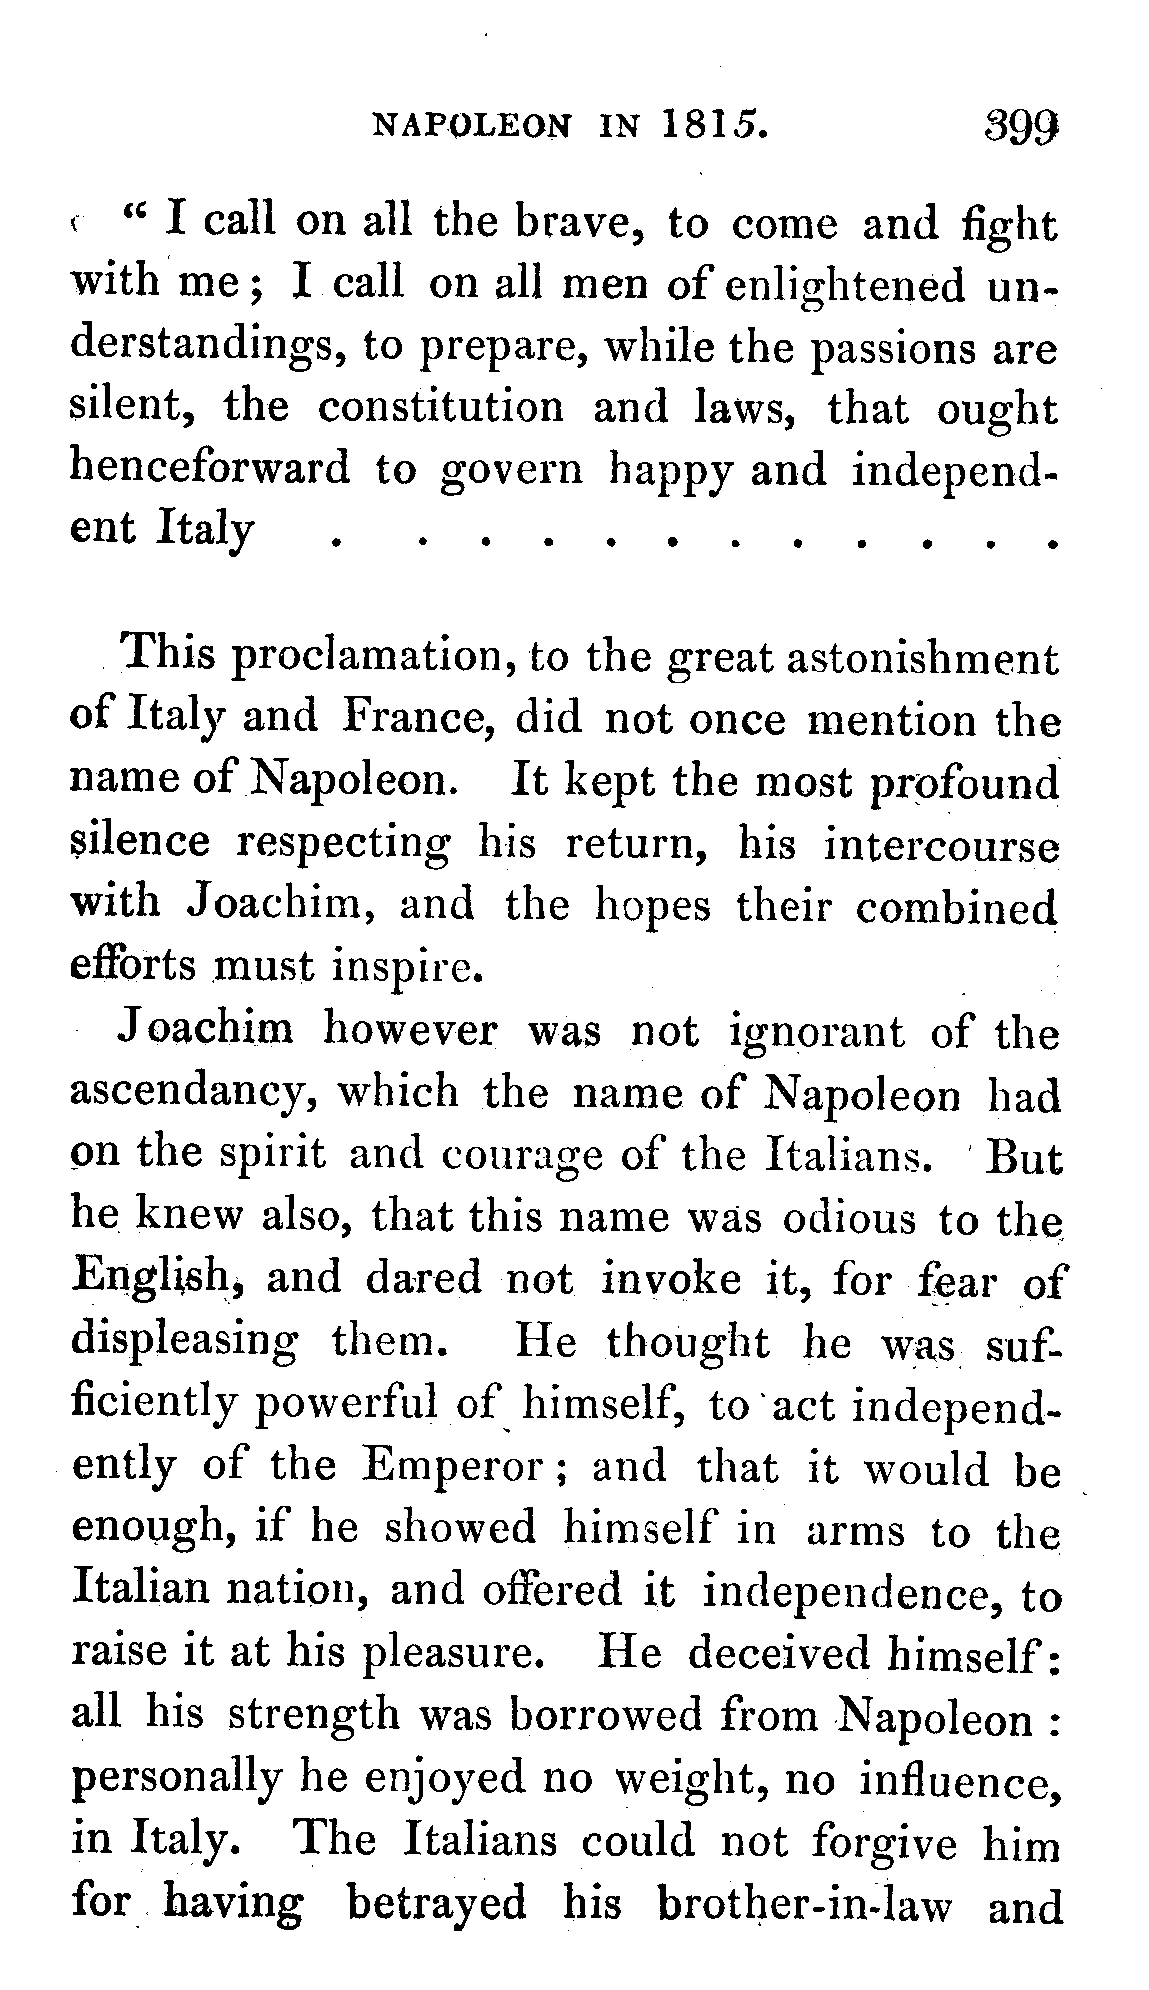 NAPOLEON IN 1815. 399
“ I call on all the brave, to come and fight
with me ; I call on all men of enlightened un-
derstandings, to prepare, while the passions are
silent, the constitution and laws, that ought
henceforward to govern happy and independ-
ent Italy . . . . . . . . . . . .
This proclamation, to the great astonishment
of Italy and France, did not once mention the
name of Napoleon. It kept the most profound
silence respecting his return, his intercourse
with Joachim, and the hopes their combined
efforts must inspire.
Joachim however was not ignorant of the
ascendancy, which the name of Napoleon had
on the spirit and courage of the Italians. But
he knew also, that this name was odious to the
English, and dared not invoke it, for fear of
displeasing them. He thought he was suf-
ficiently powerful of himself, to act independ-
ently of the Emperor ; and that it would be
enough, if he showed himself in arms to the
Italian nation, and offered it independence, to
raise it at his pleasure. He deceived himself :
all his strength was borrowed from Napoleon :
personally he enjoyed no weight, no influence,
in Italy. The Italians could not forgive him
for having betrayed his brother-in-law and